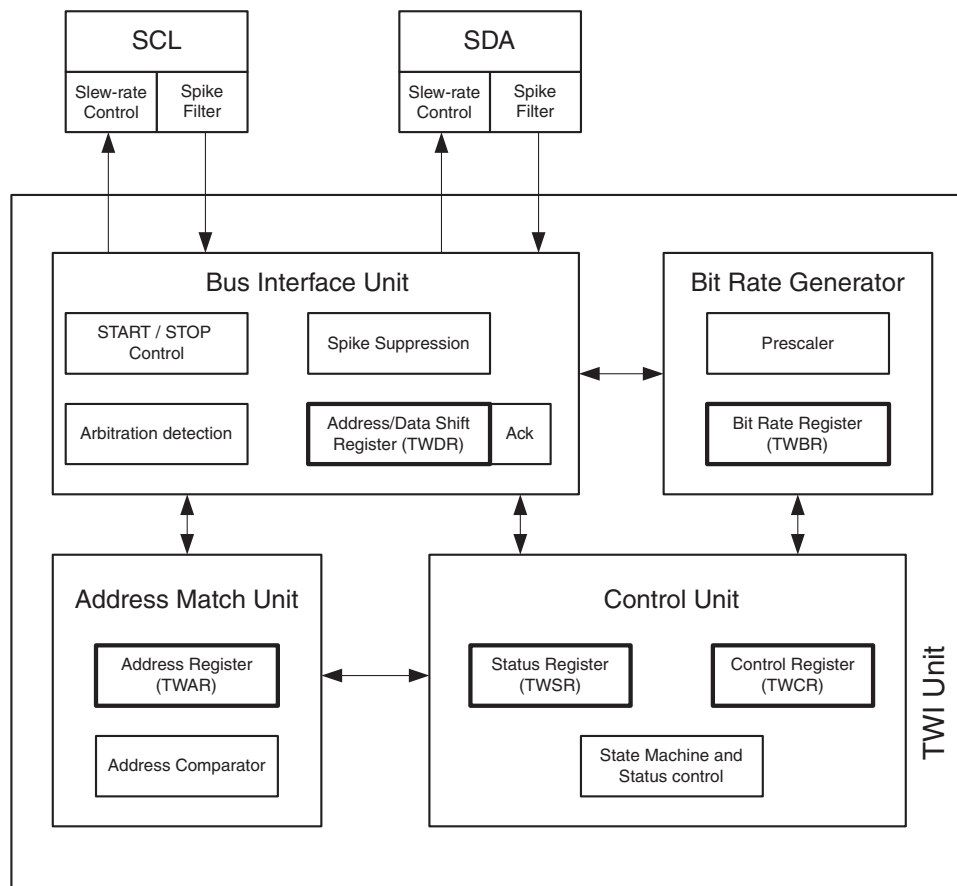 SCL
Slew-rate
Control
Spike
Filter
SDA
Slew-rate
Control
Spike
Filter
Bus Interface Unit
START / STOP
Control
Spike Suppression
Arbitration detection
Address/Data Shift
Register (TWDR)
Ack
Bit Rate Generator
Prescaler
Bit Rate Register
(TWBR)
Address Match Unit
Address Register
(TWAR)
Address Comparator
Control Unit
Status Register
(TWSR)
Control Register
(TWCR)
State Machine and
Status control
TWI Unit